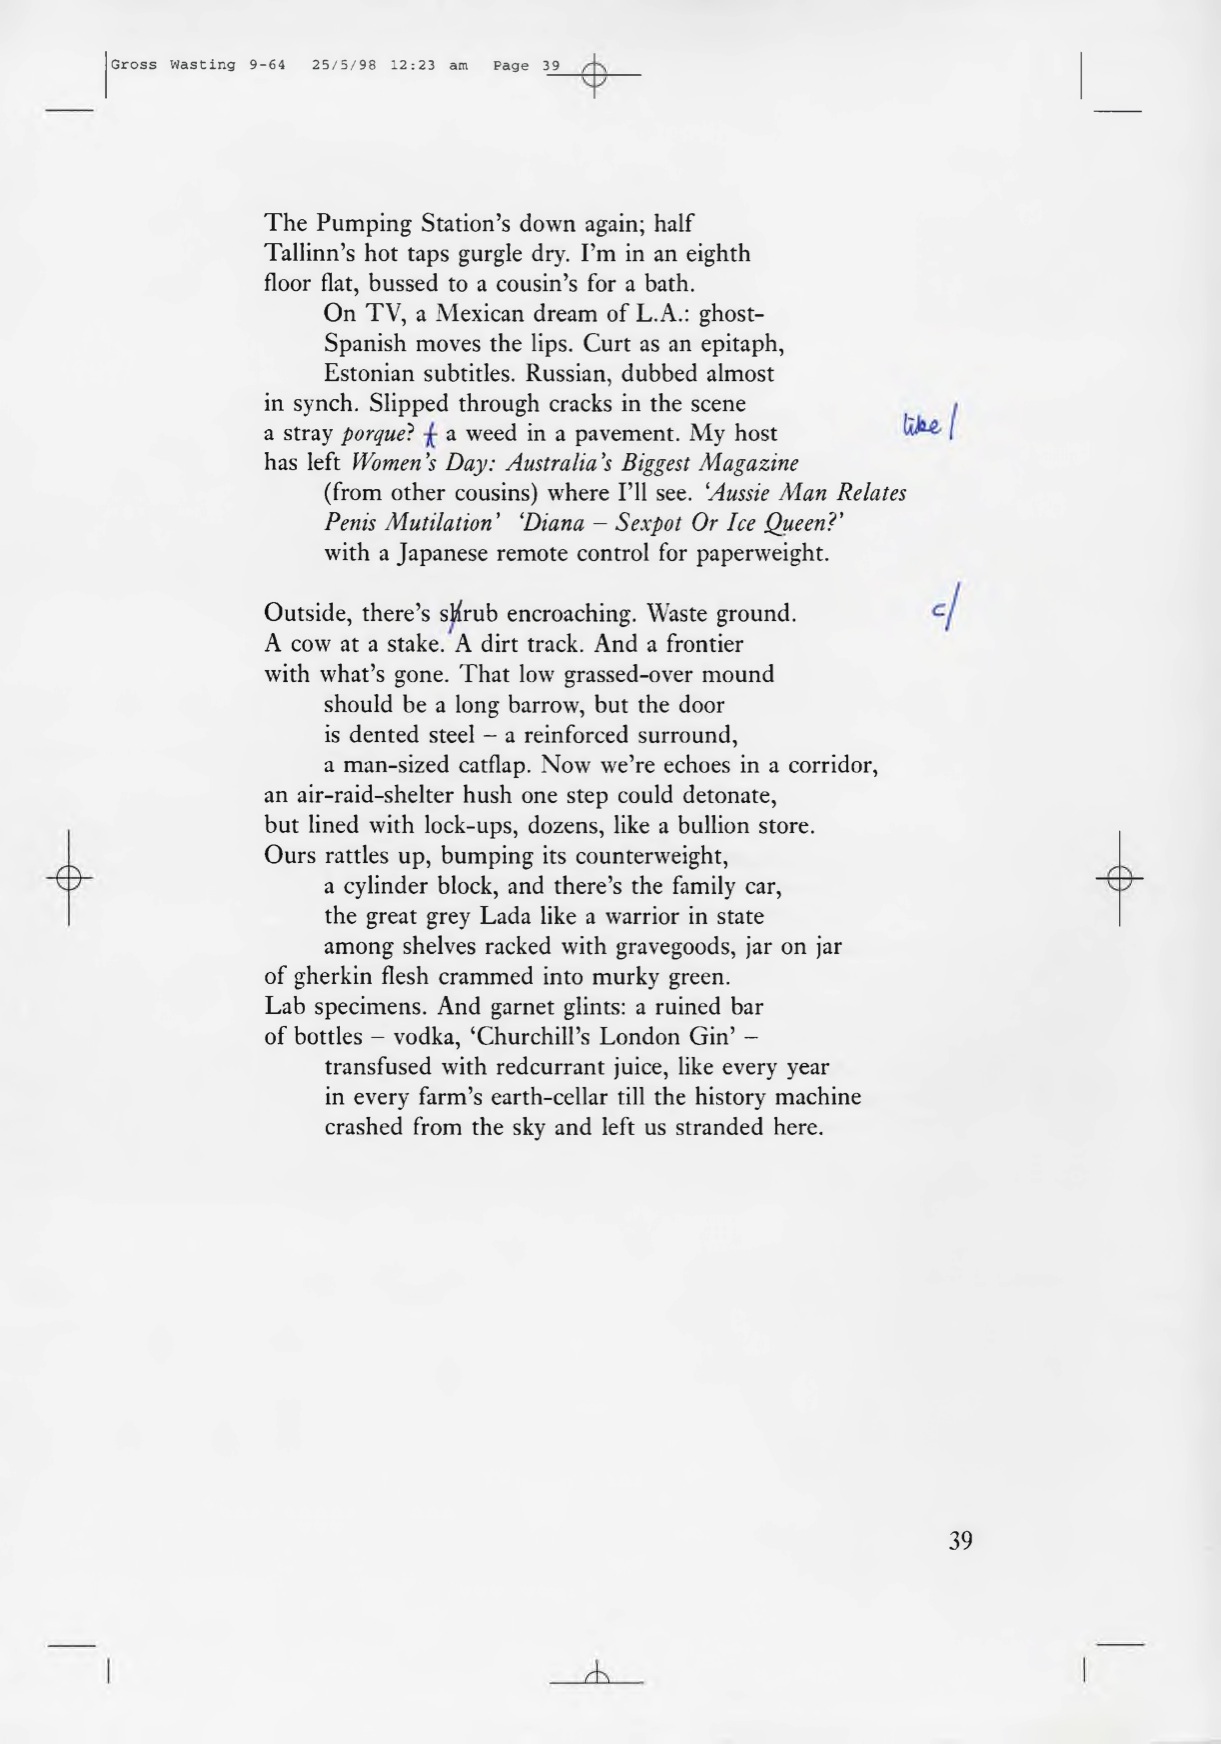 Gross Wasting 9-64 25/5/98 12:23 am Page 39
The Pumping Station's down again; half
Tallinn's hot taps gurgle dry. I'm in an eighth
floor flat, bussed to a cousin's for a bath.
On TV, a Mexican dream of L.A.: ghost-
Spanish moves the lips. Curt as an epitaph,
Estonian subtitles. Russian, dubbed almost
in synch. Slipped through cracks in the scene
a stray porque? a weed in a pavement. My host
like /
has left Women's Day: Australia's Biggest Magazine
(from other cousins) where I'll see. 'Aussie Man Relates
Penis Mutilation' 'Diana – Sexpot Or Ice Queen?'
with a Japanese remote control for paperweight.
Outside, there's shrub encroaching. Waste ground.
c/
A cow at a stake. A dirt track. And a frontier
with what's gone. That low grassed-over mound
should be a long barrow, but the door
is dented steel – a reinforced surround,
a man-sized catflap. Now we're echoes in a corridor,
an air-raid-shelter hush one step could detonate,
but lined with lock-ups, dozens, like a bullion store.
Ours rattles up, bumping its counterweight,
a cylinder block, and there's the family car,
the great grey Lada like a warrior in state
among shelves racked with gravegoods, jar on jar
of gherkin flesh crammed into murky green.
Lab specimens. And garnet glints: a ruined bar
of bottles – vodka, 'Churchill's London Gin' –
transfused with redcurrant juice, like every year
in every farm's earth-cellar till the history machine
crashed from the sky and left us stranded here.
39